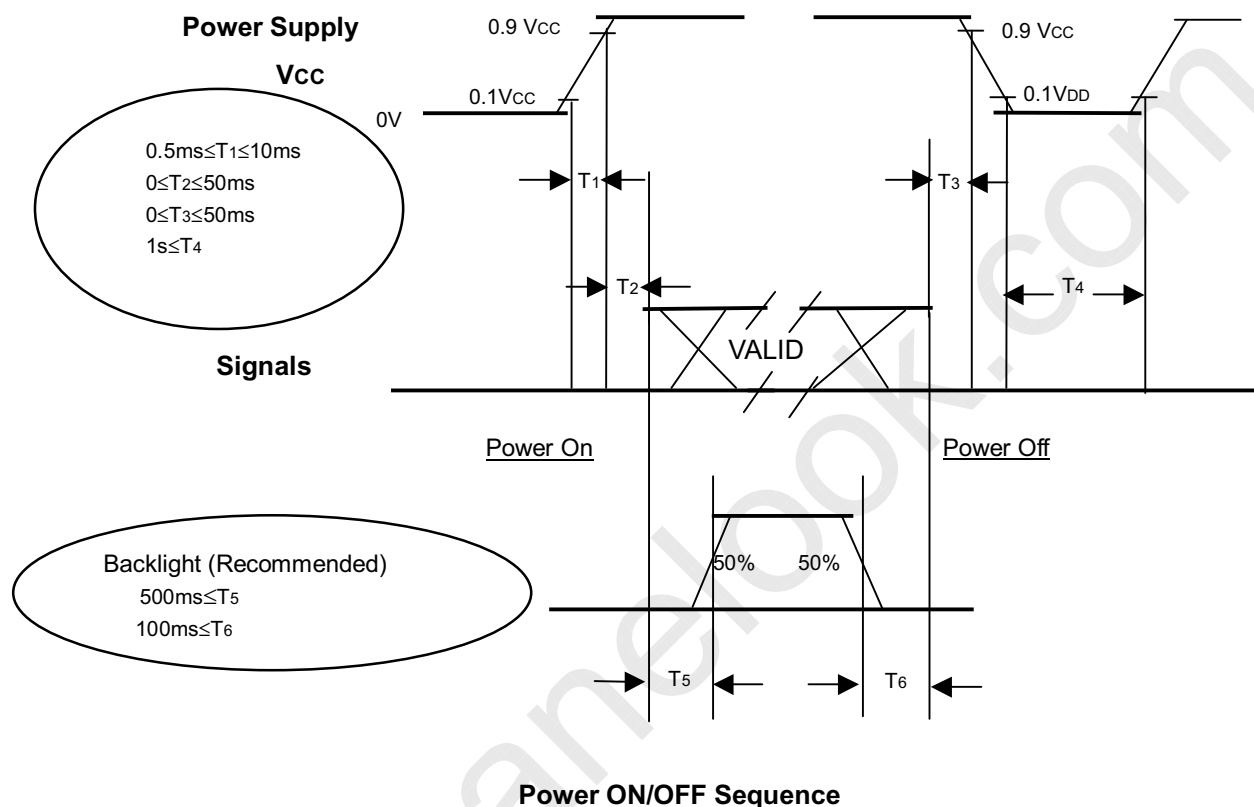 Power Supply
0.9 Vcc
0.9 Vcc
Vcc
0.1Vcc
0.1VDD
0V
0.5ms≤T1≤10ms
0≤T2≤50ms
0≤T3≤50ms
1s≤T4
T1
T3
T2
T4
VALID
Signals
Power On
Power Off
Backlight (Recommended)
500ms≤T5
100ms≤T6
50%
50%
T5
T6
Power ON/OFF Sequence
anelook.com